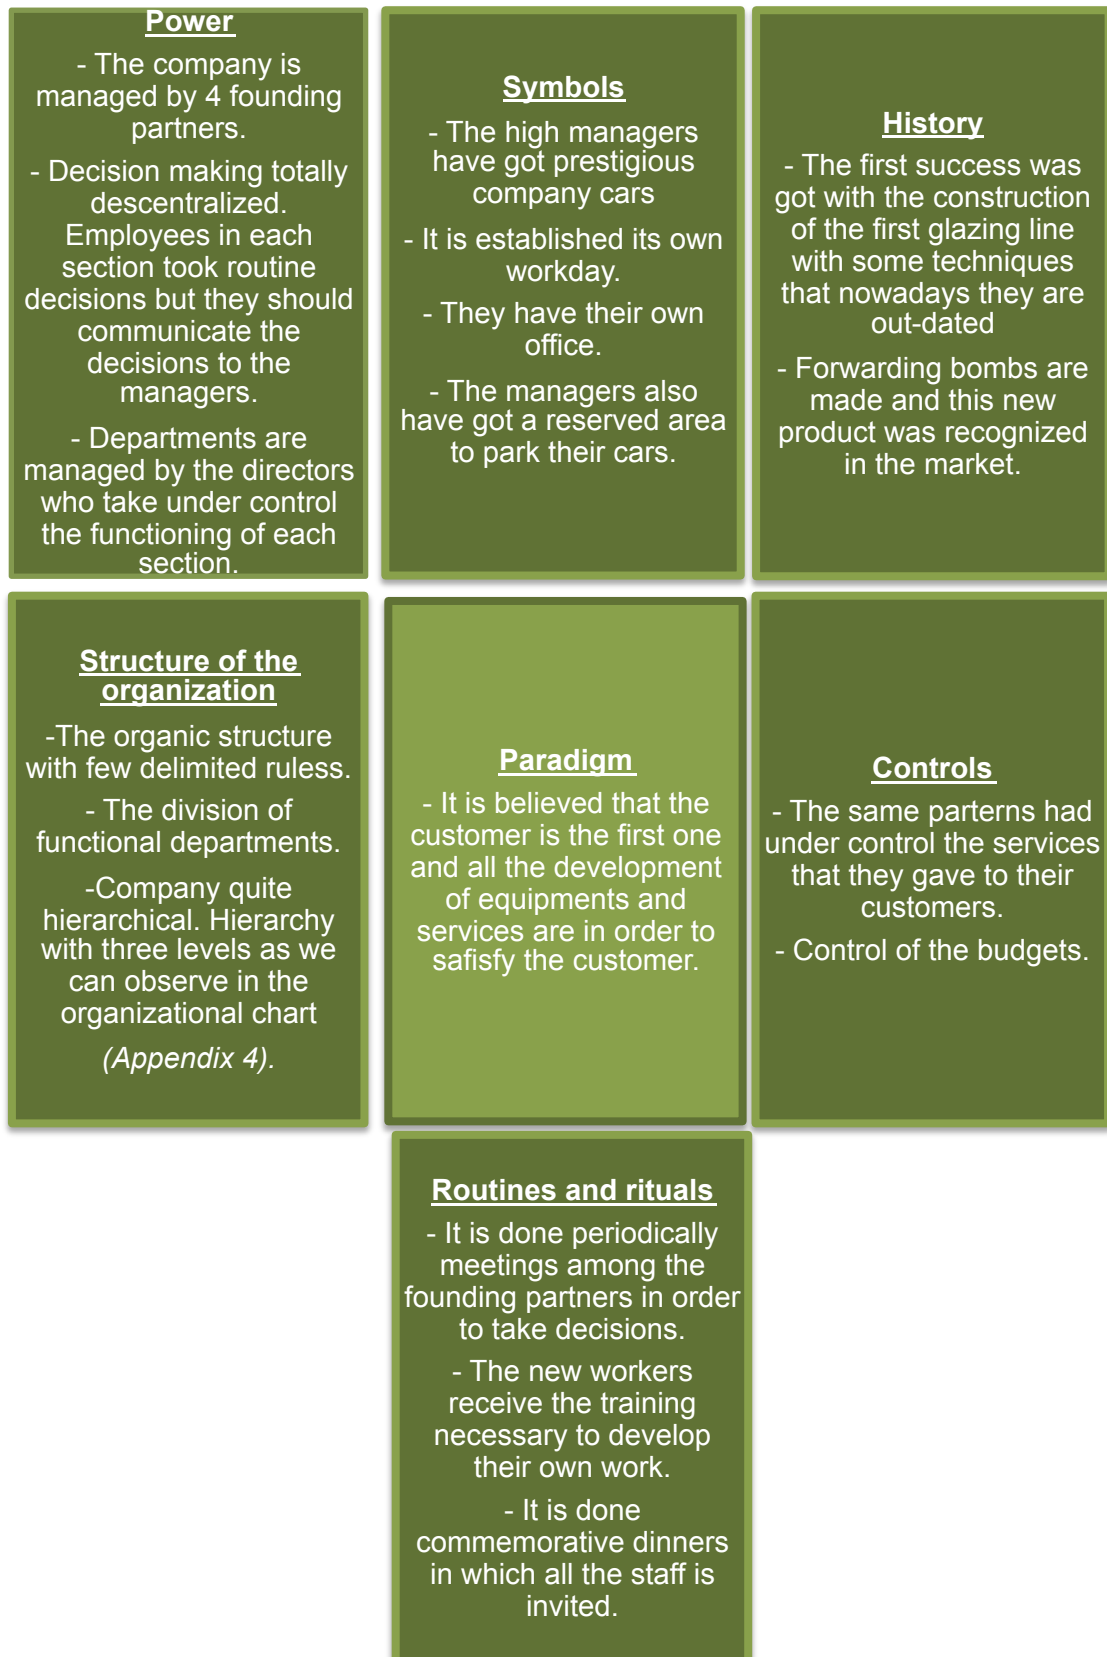 Power
- The company is
managed by 4 founding
partners.
- Decision making totally
descentralized.
Employees in each
section took routine
decisions but they should
communicate the
decisions to the
managers.
- Departments are
managed by the directors
who take under control
the functioning of each
section.
Symbols
- The high managers
have got prestigious
company cars
- It is established its own
workday.
- They have their own
office.
- The managers also
have got a reserved area
to park their cars.
History
- The first success was
got with the construction
of the first glazing line
with some techniques
that nowadays they are
out-dated
- Forwarding bombs are
made and this new
product was recognized
in the market.
Structure of the
organization
-The organic structure
with few delimited ruless.
- The division of
functional departments.
-Company quite
hierarchical. Hierarchy
with three levels as we
can observe in the
organizational chart
(Appendix 4).
Paradigm
- It is believed that the
customer is the first one
and all the development
of equipments and
services are in order to
safisfy the customer.
Controls
- The same parterns had
under control the services
that they gave to their
customers.
- Control of the budgets.
Routines and rituals
- It is done periodically
meetings among the
founding partners in order
to take decisions.
- The new workers
receive the training
necessary to develop
their own work.
- It is done
commemorative dinners
in which all the staff is
invited.